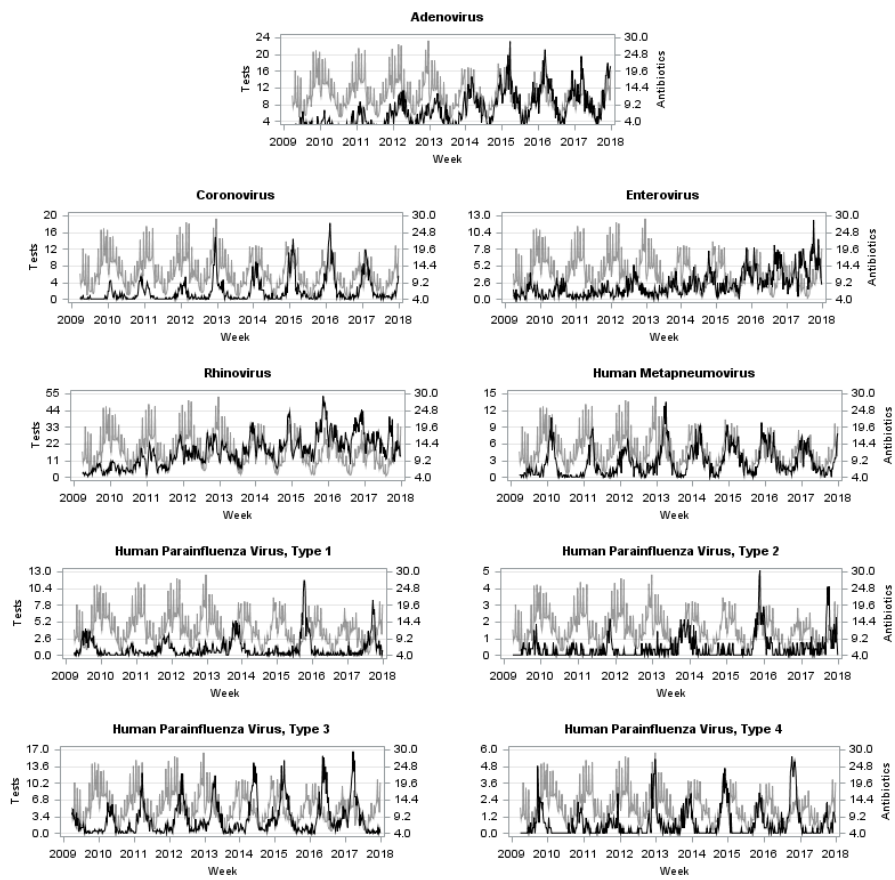 Adenovirus
24 20 16 12 8 4
Tests
30.0 24.8 19.6 14.4 9.2 4.0
Antibiotics
2009 2010 2011 2012 2013 2014 2015 2016 2017 2018
Week
Coronovirus
20 16 12 8 4 0
Tests
30.0 24.8 19.6 14.4 9.2 4.0
2009 2010 2011 2012 2013 2014 2015 2016 2017 2018
Week
Enterovirus
13.0 10.4 7.8 5.2 2.6 0.0
30.0 24.8 19.6 14.4 9.2 4.0
Antibiotics
2009 2010 2011 2012 2013 2014 2015 2016 2017 2018
Week
Rhinovirus
55 44 33 22 11 0
Tests
30.0 24.8 19.6 14.4 9.2 4.0
2009 2010 2011 2012 2013 2014 2015 2016 2017 2018
Week
Human Metapneumovirus
15 12 9 6 3 0
30.0 24.8 19.6 14.4 9.2 4.0
Antibiotics
2009 2010 2011 2012 2013 2014 2015 2016 2017 2018
Week
Human Parainfluenza Virus, Type 1
13.0 10.4 7.8 5.2 2.6 0.0
Tests
30.0 24.8 19.6 14.4 9.2 4.0
2009 2010 2011 2012 2013 2014 2015 2016 2017 2018
Week
Human Parainfluenza Virus, Type 2
5 4 3 2 1 0
30.0 24.8 19.6 14.4 9.2 4.0
Antibiotics
2009 2010 2011 2012 2013 2014 2015 2016 2017 2018
Week
Human Parainfluenza Virus, Type 3
17.0 13.6 10.2 6.8 3.4 0.0
Tests
30.0 24.8 19.6 14.4 9.2 4.0
2009 2010 2011 2012 2013 2014 2015 2016 2017 2018
Week
Human Parainfluenza Virus, Type 4
6.0 4.8 3.6 2.4 1.2 0.0
30.0 24.8 19.6 14.4 9.2 4.0
Antibiotics
2009 2010 2011 2012 2013 2014 2015 2016 2017 2018
Week